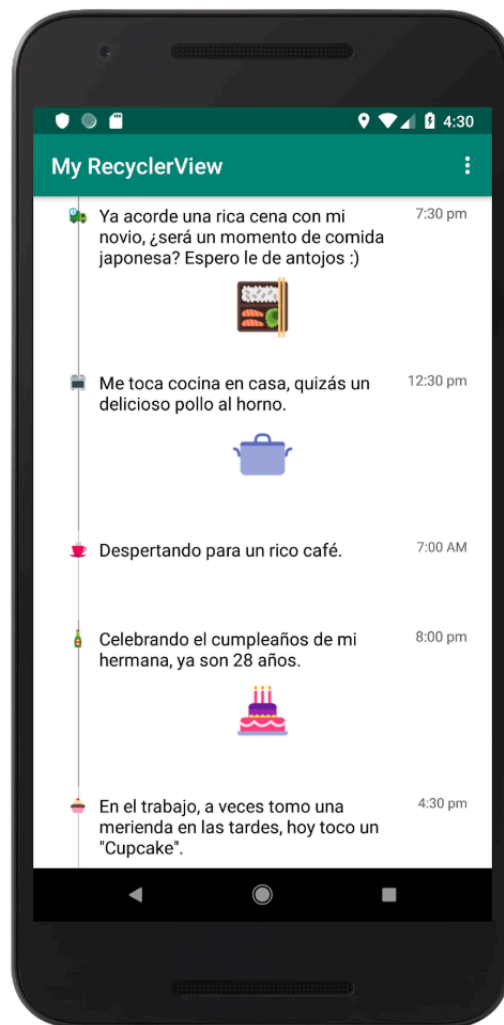 4:30
My RecyclerView
Ya acorde una rica cena con mi
novio, ¿será un momento de comida
japonesa? Espero le de antojos :)
7:30 pm
Me toca cocina en casa, quizás un
delicioso pollo al horno.
12:30 pm
Despertando para un rico café.
7:00 AM
Celebrando el cumpleaños de mi
hermana, ya son 28 años.
8:00 pm
En el trabajo, a veces tomo una
merienda en las tardes, hoy toco un
"Cupcake".
4:30 pm